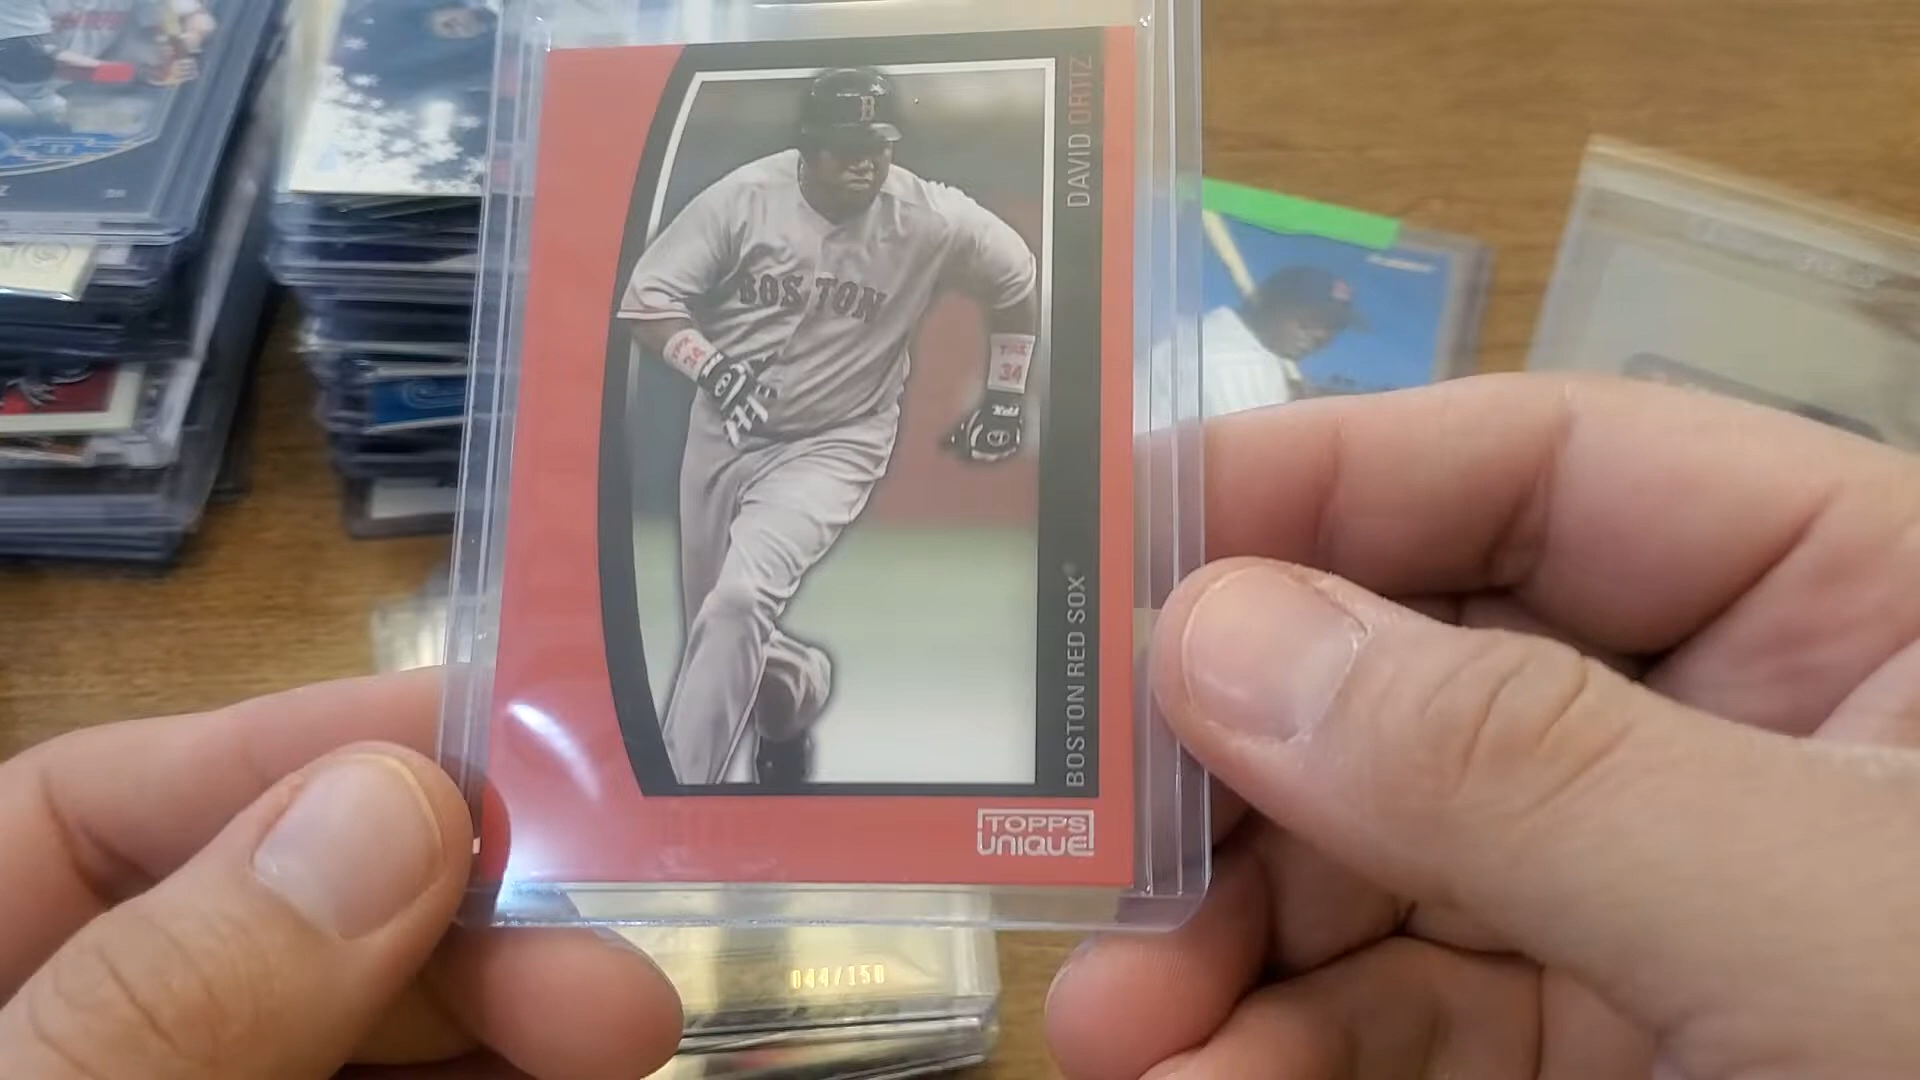 DAVID ORTIZ
B
BOSTON
34
34
BOSTON RED SOX®
TOPPS
UNIQUE
044/150